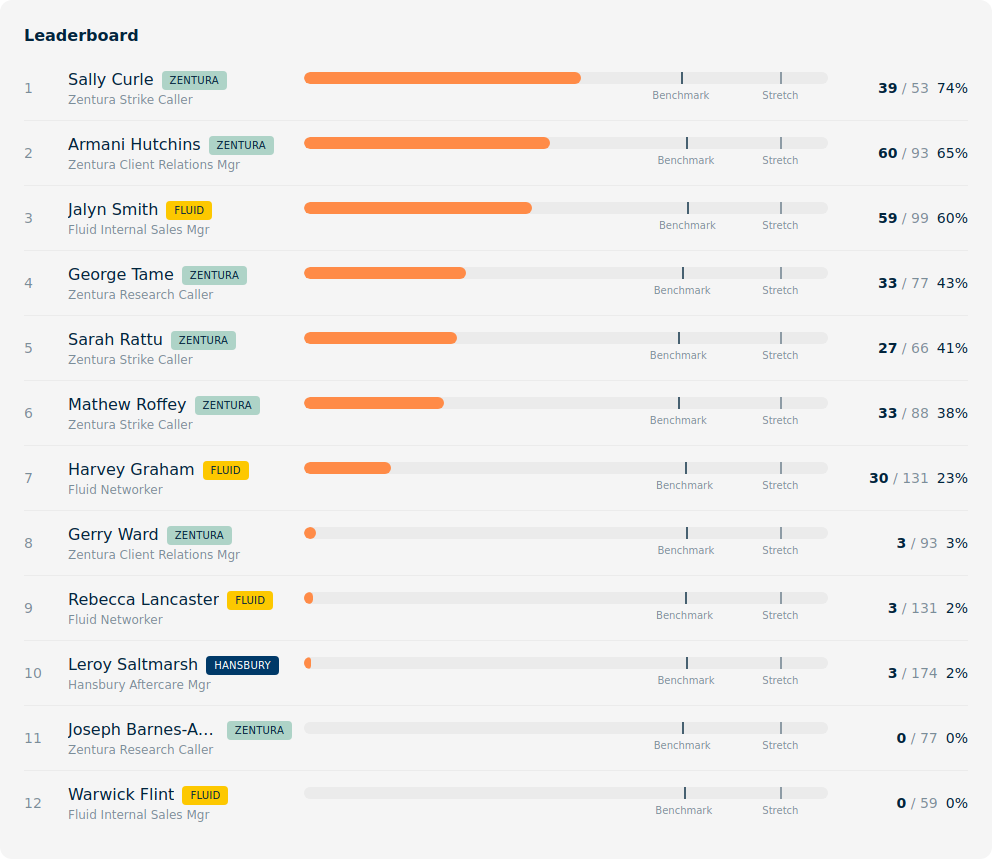 Leaderboard
1 Sally Curle ZENTURA 39 / 53 74%
Zentura Strike Caller Benchmark Stretch
2 Armani Hutchins ZENTURA 60 / 93 65%
Zentura Client Relations Mgr Benchmark Stretch
3 Jalyn Smith FLUID 59 / 99 60%
Fluid Internal Sales Mgr Benchmark Stretch
4 George Tame ZENTURA 33 / 77 43%
Zentura Research Caller Benchmark Stretch
5 Sarah Rattu ZENTURA 27 / 66 41%
Zentura Strike Caller Benchmark Stretch
6 Mathew Roffey ZENTURA 33 / 88 38%
Zentura Strike Caller Benchmark Stretch
7 Harvey Graham FLUID 30 / 131 23%
Fluid Networker Benchmark Stretch
8 Gerry Ward ZENTURA 3 / 93 3%
Zentura Client Relations Mgr Benchmark Stretch
9 Rebecca Lancaster FLUID 3 / 131 2%
Fluid Networker Benchmark Stretch
10 Leroy Saltmarsh HANSBURY 3 / 174 2%
Hansbury Aftercare Mgr Benchmark Stretch
11 Joseph Barnes-A... ZENTURA 0 / 77 0%
Zentura Research Caller Benchmark Stretch
12 Warwick Flint FLUID 0 / 59 0%
Fluid Internal Sales Mgr Benchmark Stretch